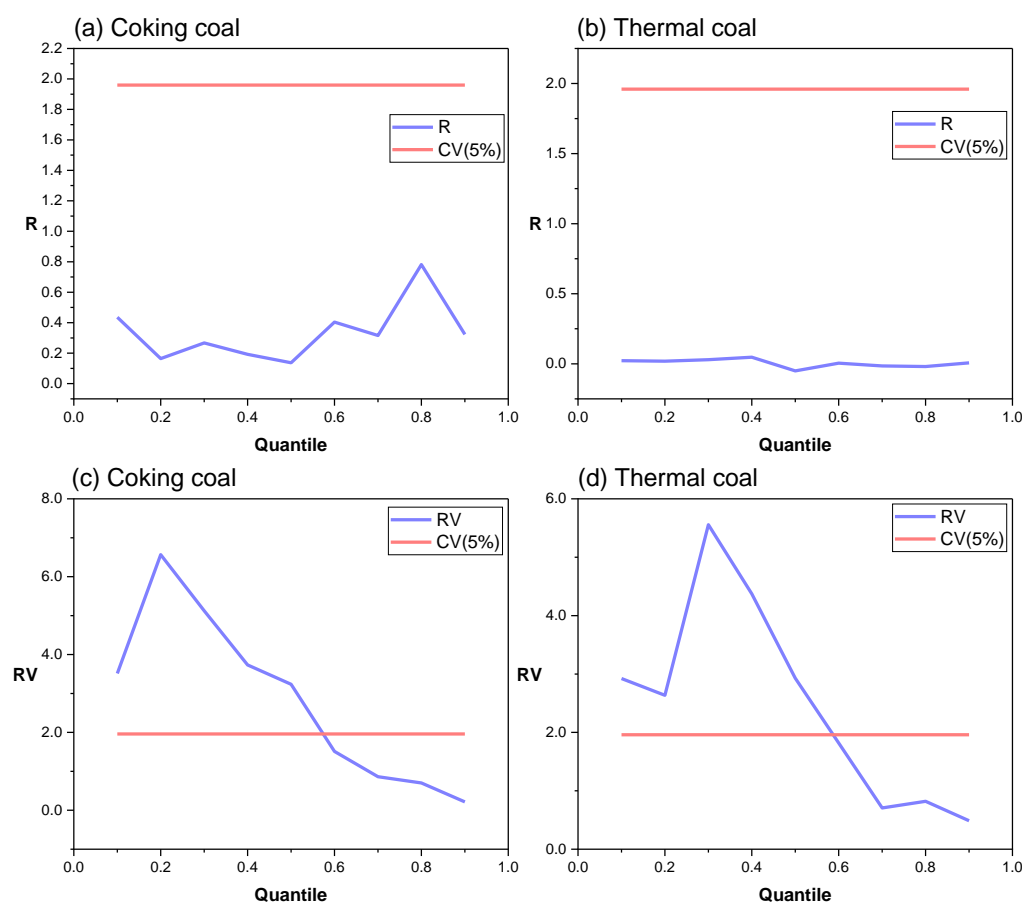 (a) Coking coal
2.2
2.0
1.8
1.6
1.4
1.2
1.0
0.8
0.6
0.4
0.2
0.0
R
R
CV(5%)
0.0 0.2 0.4 0.6 0.8 1.0
Quantile
(b) Thermal coal
2.0
1.5
1.0
0.5
0.0
R
R
CV(5%)
0.0 0.2 0.4 0.6 0.8 1.0
Quantile
(c) Coking coal
8.0
6.0
4.0
2.0
0.0
RV
RV
CV(5%)
0.0 0.2 0.4 0.6 0.8 1.0
Quantile
(d) Thermal coal
6.0
4.0
2.0
0.0
RV
RV
CV(5%)
0.0 0.2 0.4 0.6 0.8 1.0
Quantile